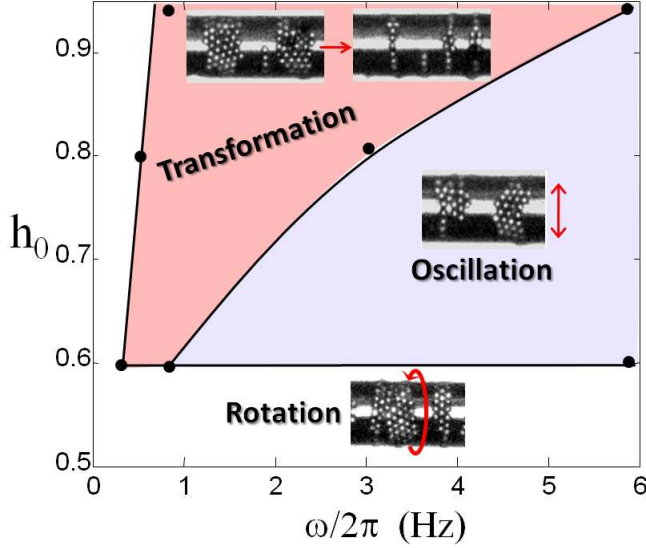 0.9
Transformation
0.8
h₀
0.7
Oscillation
0.6
Rotation
0.5
0 1 2 3 4 5 6
ω/2π (Hz)